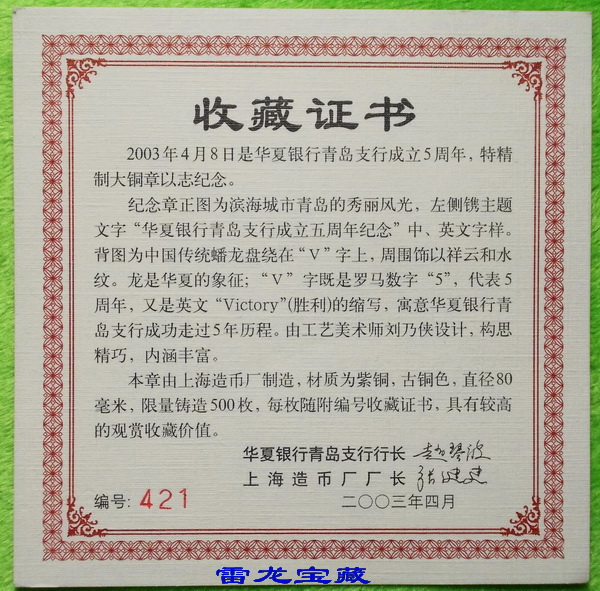 收藏证书
2003年4月8日是华夏银行青岛支行成立5周年，特精
制大铜章以志纪念。
纪念章正图为滨海城市青岛的秀丽风光，左侧镌主题
文字“华夏银行青岛支行成立五周年纪念”中、英文字样。
背图为中国传统蟠龙盘绕在“V”字上，周围饰以祥云和水
纹。龙是华夏的象征；“V”字既是罗马数字“5”，代表5
周年，又是英文“Victory”(胜利)的缩写，寓意华夏银行青
岛支行成功走过5年历程。由工艺美术师刘乃侠设计，构思
精巧，内涵丰富。
本章由上海造币厂制造，材质为紫铜，古铜色，直径80
毫米，限量铸造500枚，每枚随附编号收藏证书，具有较高
的观赏收藏价值。
华夏银行青岛支行行长 赵琴波
上海造币厂厂长 张建建
编号: 421 二〇〇三年四月
雷龙宝藏